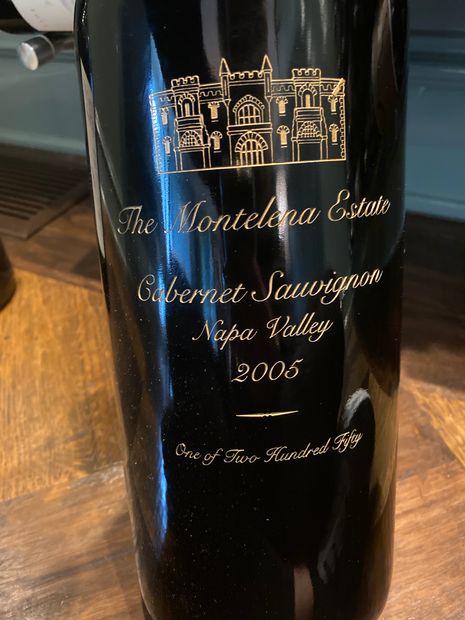 The Montelena Estate
Cabernet Sauvignon
Napa Valley
2005
One of Two Hundred Fifty